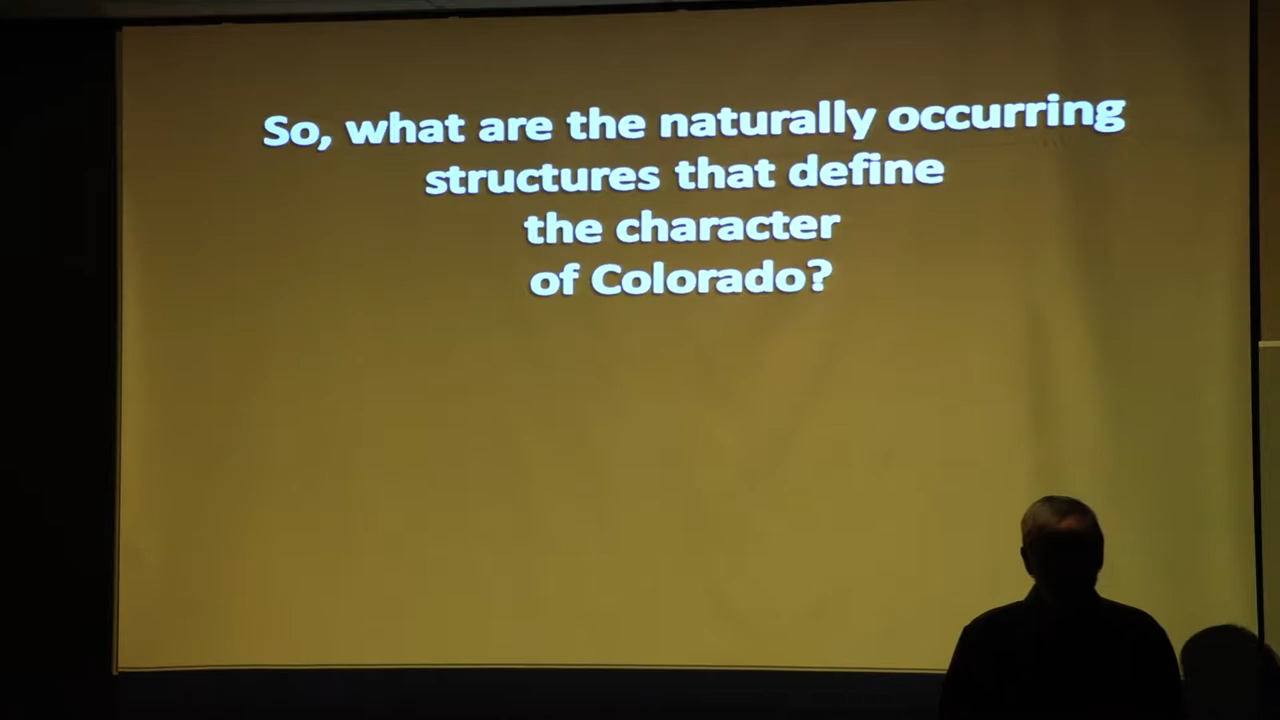 So, what are the naturally occurring
structures that define
the character
of Colorado?